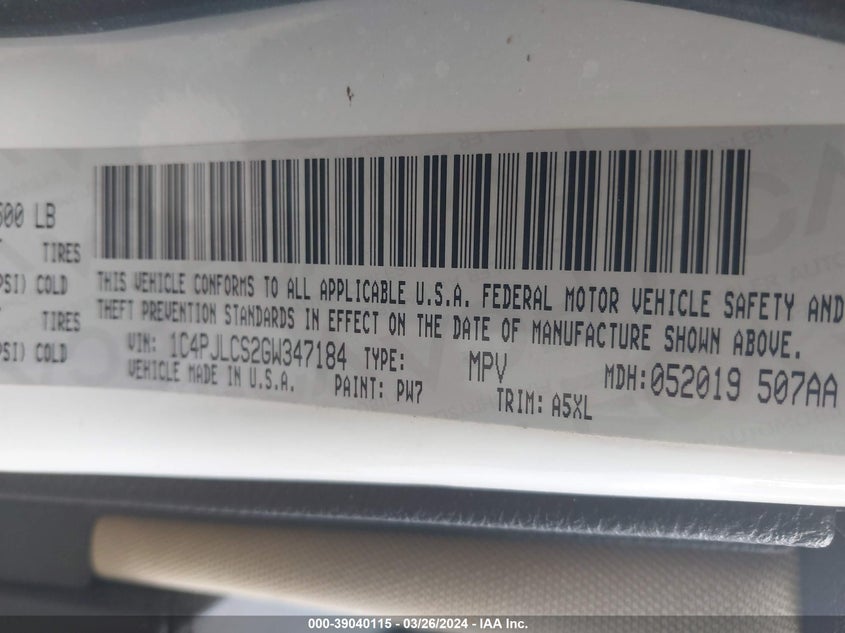 500 LB
TIRES
PSI) COLD
TIRES
PSI) COLD
THIS VEHICLE CONFORMS TO ALL APPLICABLE U.S.A. FEDERAL MOTOR VEHICLE SAFETY AND
THEFT PREVENTION STANDARDS IN EFFECT ON THE DATE OF MANUFACTURE SHOWN ABOVE.
VIN: 1C4PJLCS2GW347184 TYPE: MPV MDH:052019 507AA
VEHICLE MADE IN U.S.A. PAINT: PW7 TRIM: A5XL
000-39040115 - 03/26/2024 - IAA Inc.